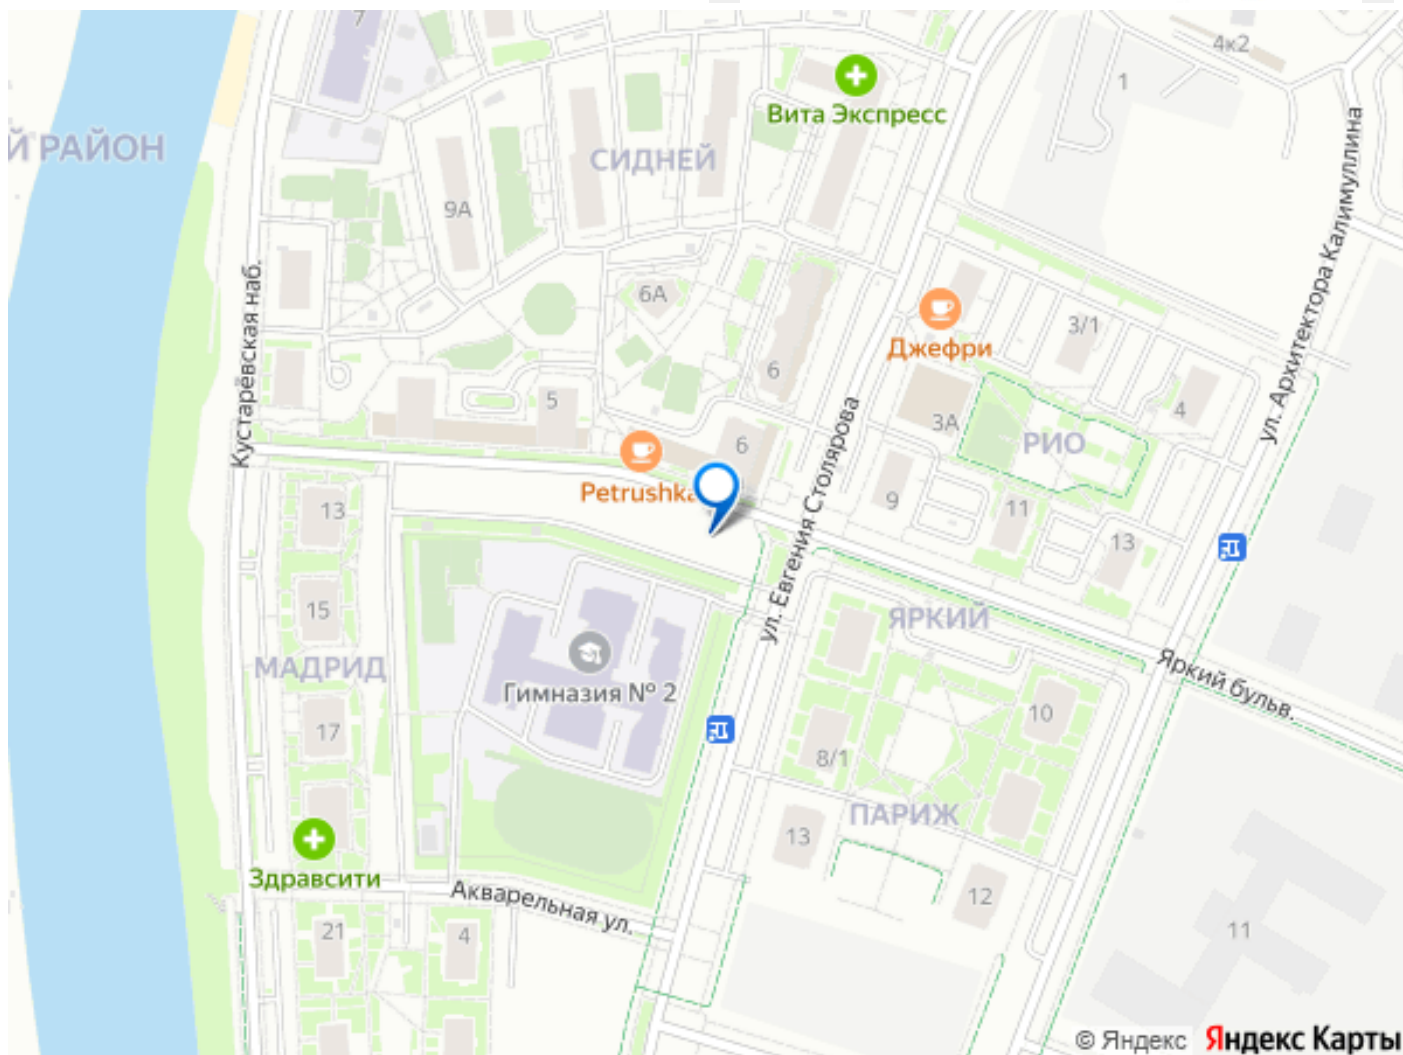 7
4к2
1
Вита Экспресс
Й РАЙОН
СИДНЕЙ
9А
ул. Архитектора Калимуллина
Кустарёвская наб.
6А
3/1
Джефри
6
5
3А
4
РИО
6
ул. Евгения Столярова
Petrushka
9
11
13
13
15
ЯРКИЙ
МАДРИД
Гимназия № 2
Яркий бульв.
17
10
8/1
ПАРИЖ
13
Здравсити
Акварельная ул.
12
21
4
11
© Яндекс
Яндекс Карты